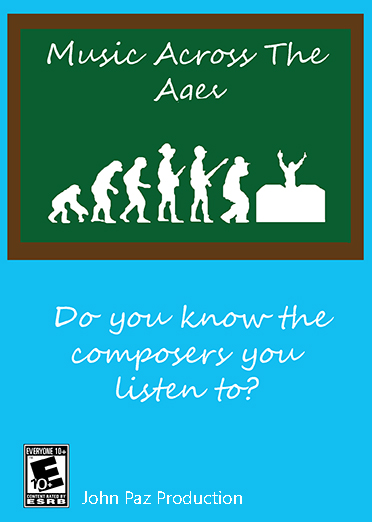 Music Across The
Ages
Do you know the
composers you
listen to?
EVERYONE 10+
E
10+
CONTENT RATED BY
ESRB
John Paz Production